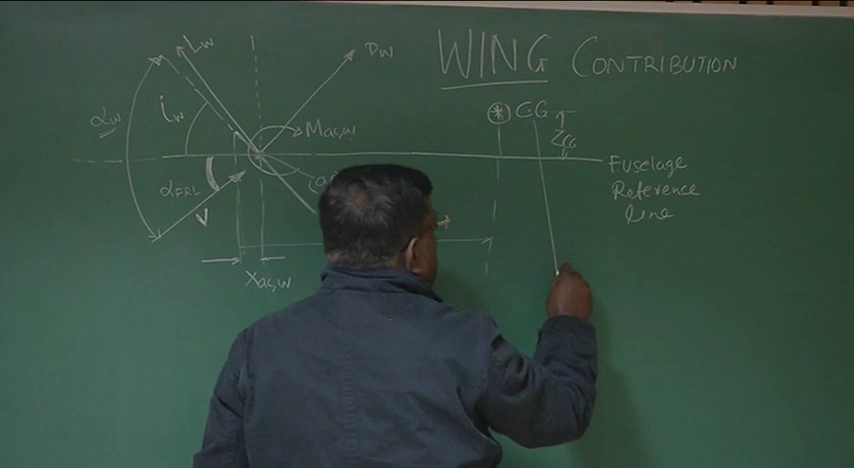 WING CONTRIBUTION
Lw
Dw
αw
iw
Mac,w
CG
ZCG
Fuselage
Reference
line
αFRL
V
Xac,w